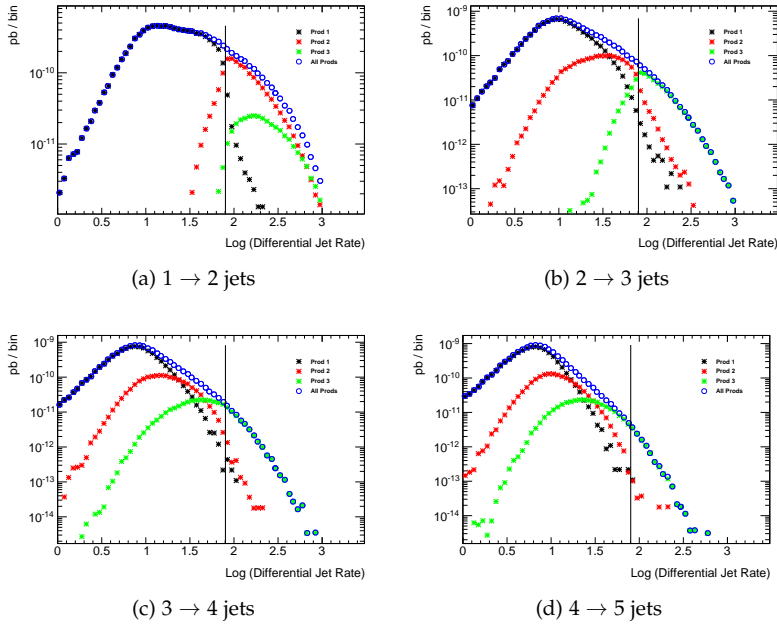 pb / bin
10⁻¹⁰
10⁻¹¹
Prod 1
Prod 2
Prod 3
All Prods
0 0.5 1 1.5 2 2.5 3
Log (Differential Jet Rate)
(a) 1 → 2 jets
pb / bin
10⁻⁹
10⁻¹⁰
10⁻¹¹
10⁻¹²
10⁻¹³
Prod 1
Prod 2
Prod 3
All Prods
0 0.5 1 1.5 2 2.5 3
Log (Differential Jet Rate)
(b) 2 → 3 jets
pb / bin
10⁻⁹
10⁻¹⁰
10⁻¹¹
10⁻¹²
10⁻¹³
10⁻¹⁴
Prod 1
Prod 2
Prod 3
All Prods
0 0.5 1 1.5 2 2.5 3
Log (Differential Jet Rate)
(c) 3 → 4 jets
pb / bin
10⁻⁹
10⁻¹⁰
10⁻¹¹
10⁻¹²
10⁻¹³
10⁻¹⁴
Prod 1
Prod 2
Prod 3
All Prods
0 0.5 1 1.5 2 2.5 3
Log (Differential Jet Rate)
(d) 4 → 5 jets